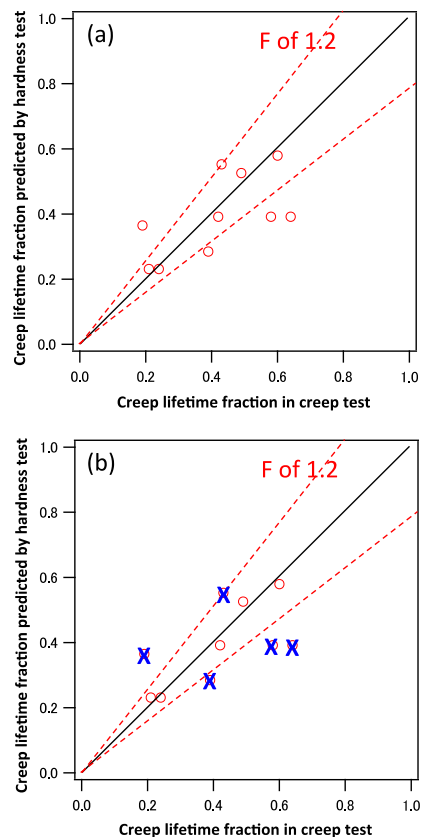 (a)
F of 1.2
1.0
0.8
0.6
0.4
0.2
0.0
Creep lifetime fraction predicted by hardness test
0.0 0.2 0.4 0.6 0.8 1.0
Creep lifetime fraction in creep test
(b)
F of 1.2
1.0
0.8
0.6
0.4
0.2
0.0
Creep lifetime fraction predicted by hardness test
X
X
X
X
X
0.0 0.2 0.4 0.6 0.8 1.0
Creep lifetime fraction in creep test